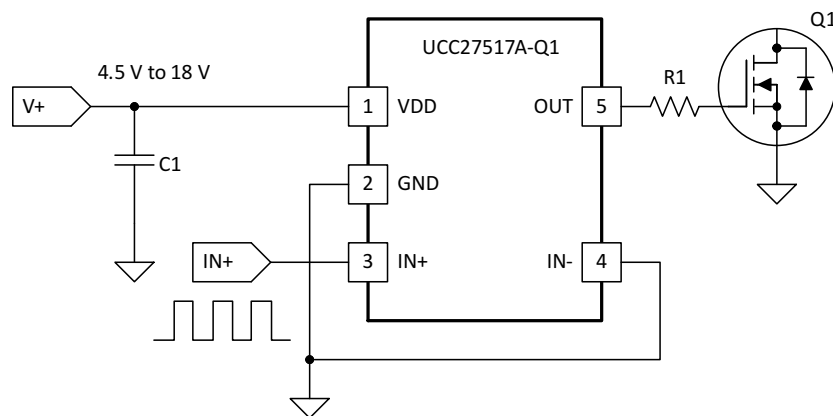 Q1
UCC27517A-Q1
4.5 V to 18 V
R1
V+
1
VDD
OUT
5
C1
2
GND
IN+
3
IN+
IN-
4